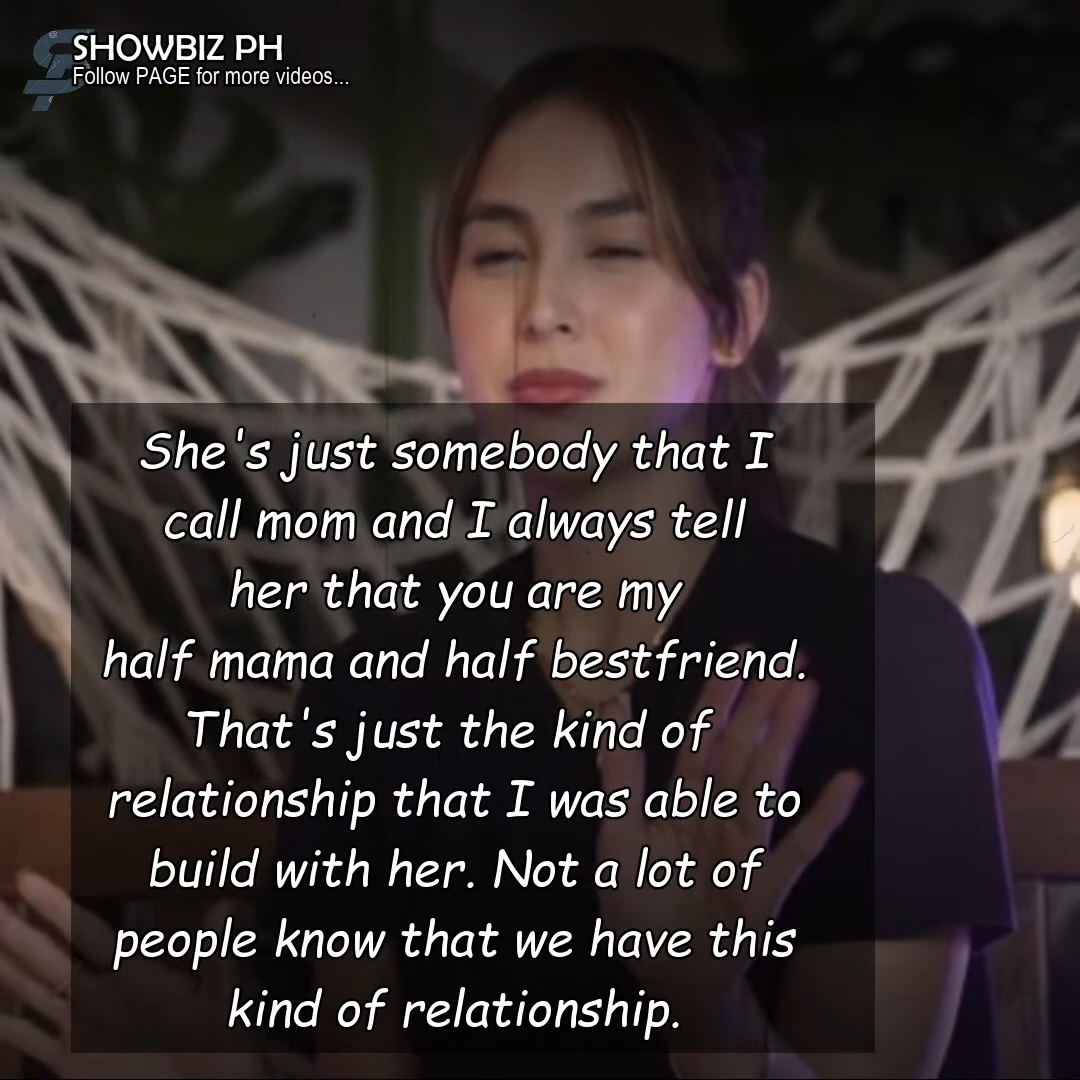 SHOWBIZ PH
Follow PAGE for more videos...
She's just somebody that I
call mom and I always tell
her that you are my
half mama and half bestfriend.
That's just the kind of
relationship that I was able to
build with her. Not a lot of
people know that we have this
kind of relationship.